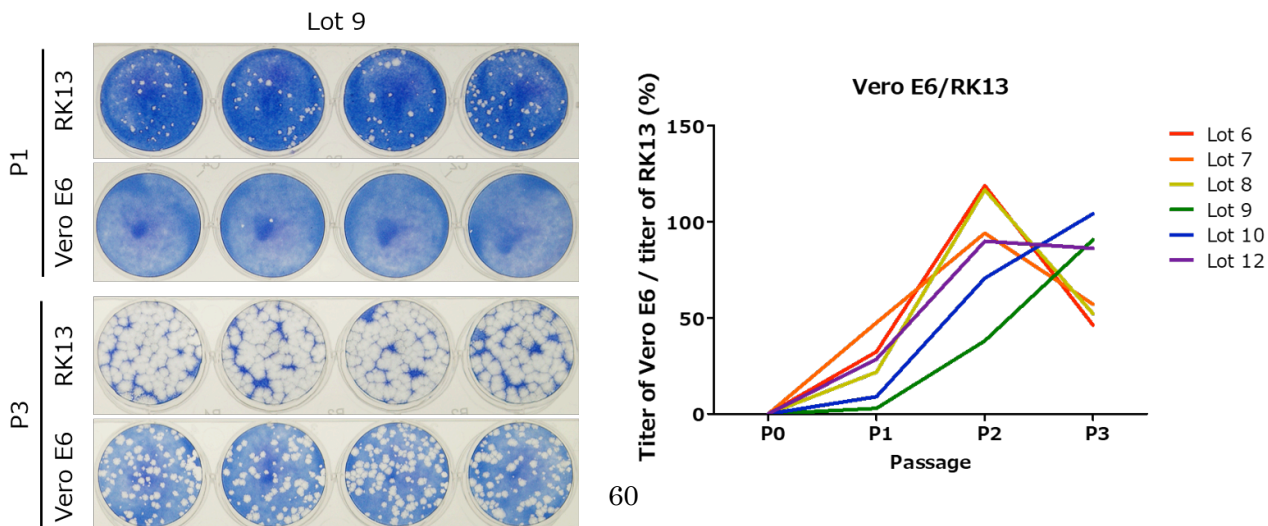 Lot 9
P1
RK13
Vero E6
P3
RK13
Vero E6
Vero E6/RK13
Titer of Vero E6 / titer of RK13 (%)
150
100
50
0
P0 P1 P2 P3
Passage
Lot 6
Lot 7
Lot 8
Lot 9
Lot 10
Lot 12
60